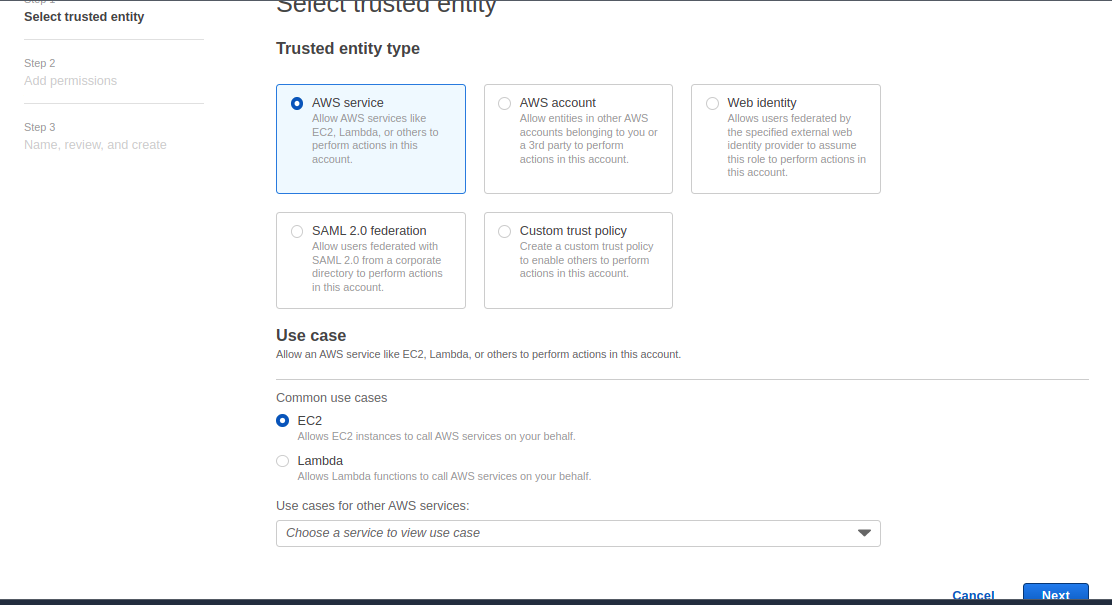 Step 1
Select trusted entity
Step 2
Add permissions
Step 3
Name, review, and create
Select trusted entity
Trusted entity type
AWS service
Allow AWS services like
EC2, Lambda, or others to
perform actions in this
account.
AWS account
Allow entities in other AWS
accounts belonging to you or
a 3rd party to perform
actions in this account.
Web identity
Allows users federated by
the specified external web
identity provider to assume
this role to perform actions in
this account.
SAML 2.0 federation
Allow users federated with
SAML 2.0 from a corporate
directory to perform actions
in this account.
Custom trust policy
Create a custom trust policy
to enable others to perform
actions in this account.
Use case
Allow an AWS service like EC2, Lambda, or others to perform actions in this account.
Common use cases
EC2
Allows EC2 instances to call AWS services on your behalf.
Lambda
Allows Lambda functions to call AWS services on your behalf.
Use cases for other AWS services:
Choose a service to view use case
Cancel
Next